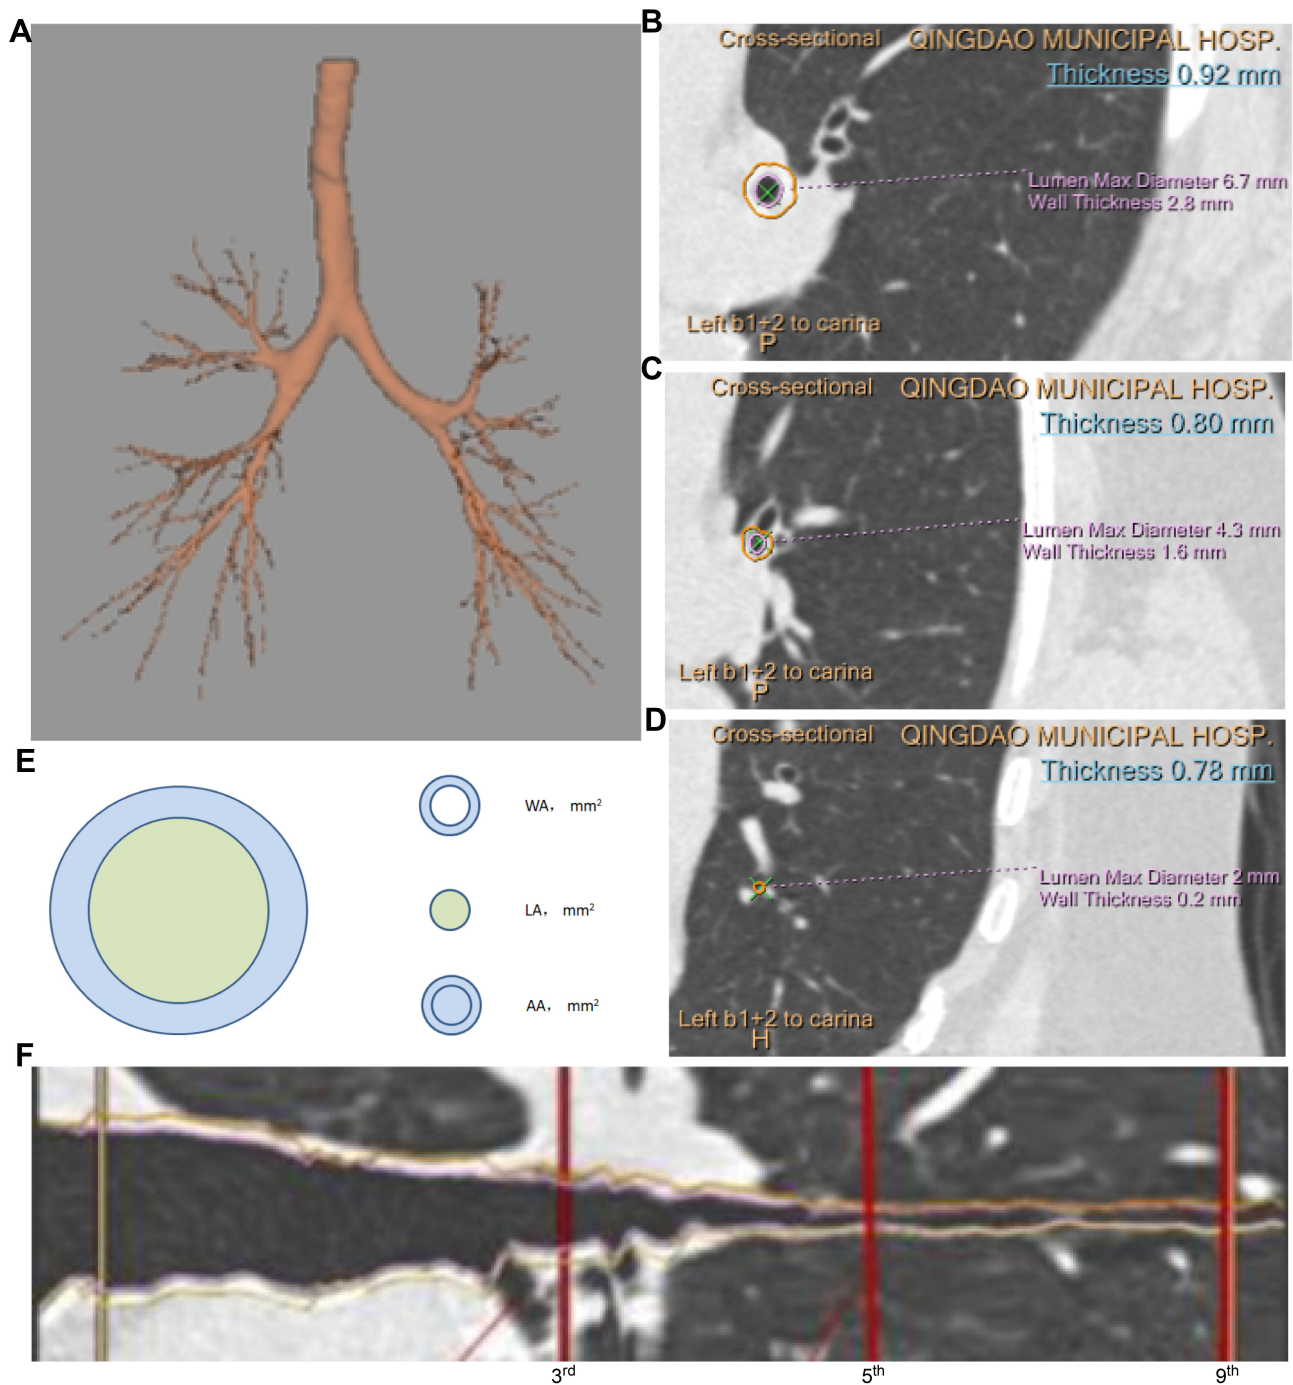 A
B
Cross-sectional QINGDAO MUNICIPAL HOSP.
Thickness 0.92 mm
Lumen Max Diameter 6.7 mm
Wall Thickness 2.8 mm
Left b1+2 to carina
P
C
Cross-sectional QINGDAO MUNICIPAL HOSP.
Thickness 0.80 mm
Lumen Max Diameter 4.3 mm
Wall Thickness 1.6 mm
Left b1+2 to carina
P
D
Cross-sectional QINGDAO MUNICIPAL HOSP.
Thickness 0.78 mm
Lumen Max Diameter 2 mm
Wall Thickness 0.2 mm
Left b1+2 to carina
H
E
WA, mm²
LA, mm²
AA, mm²
F
3rd
5th
9th